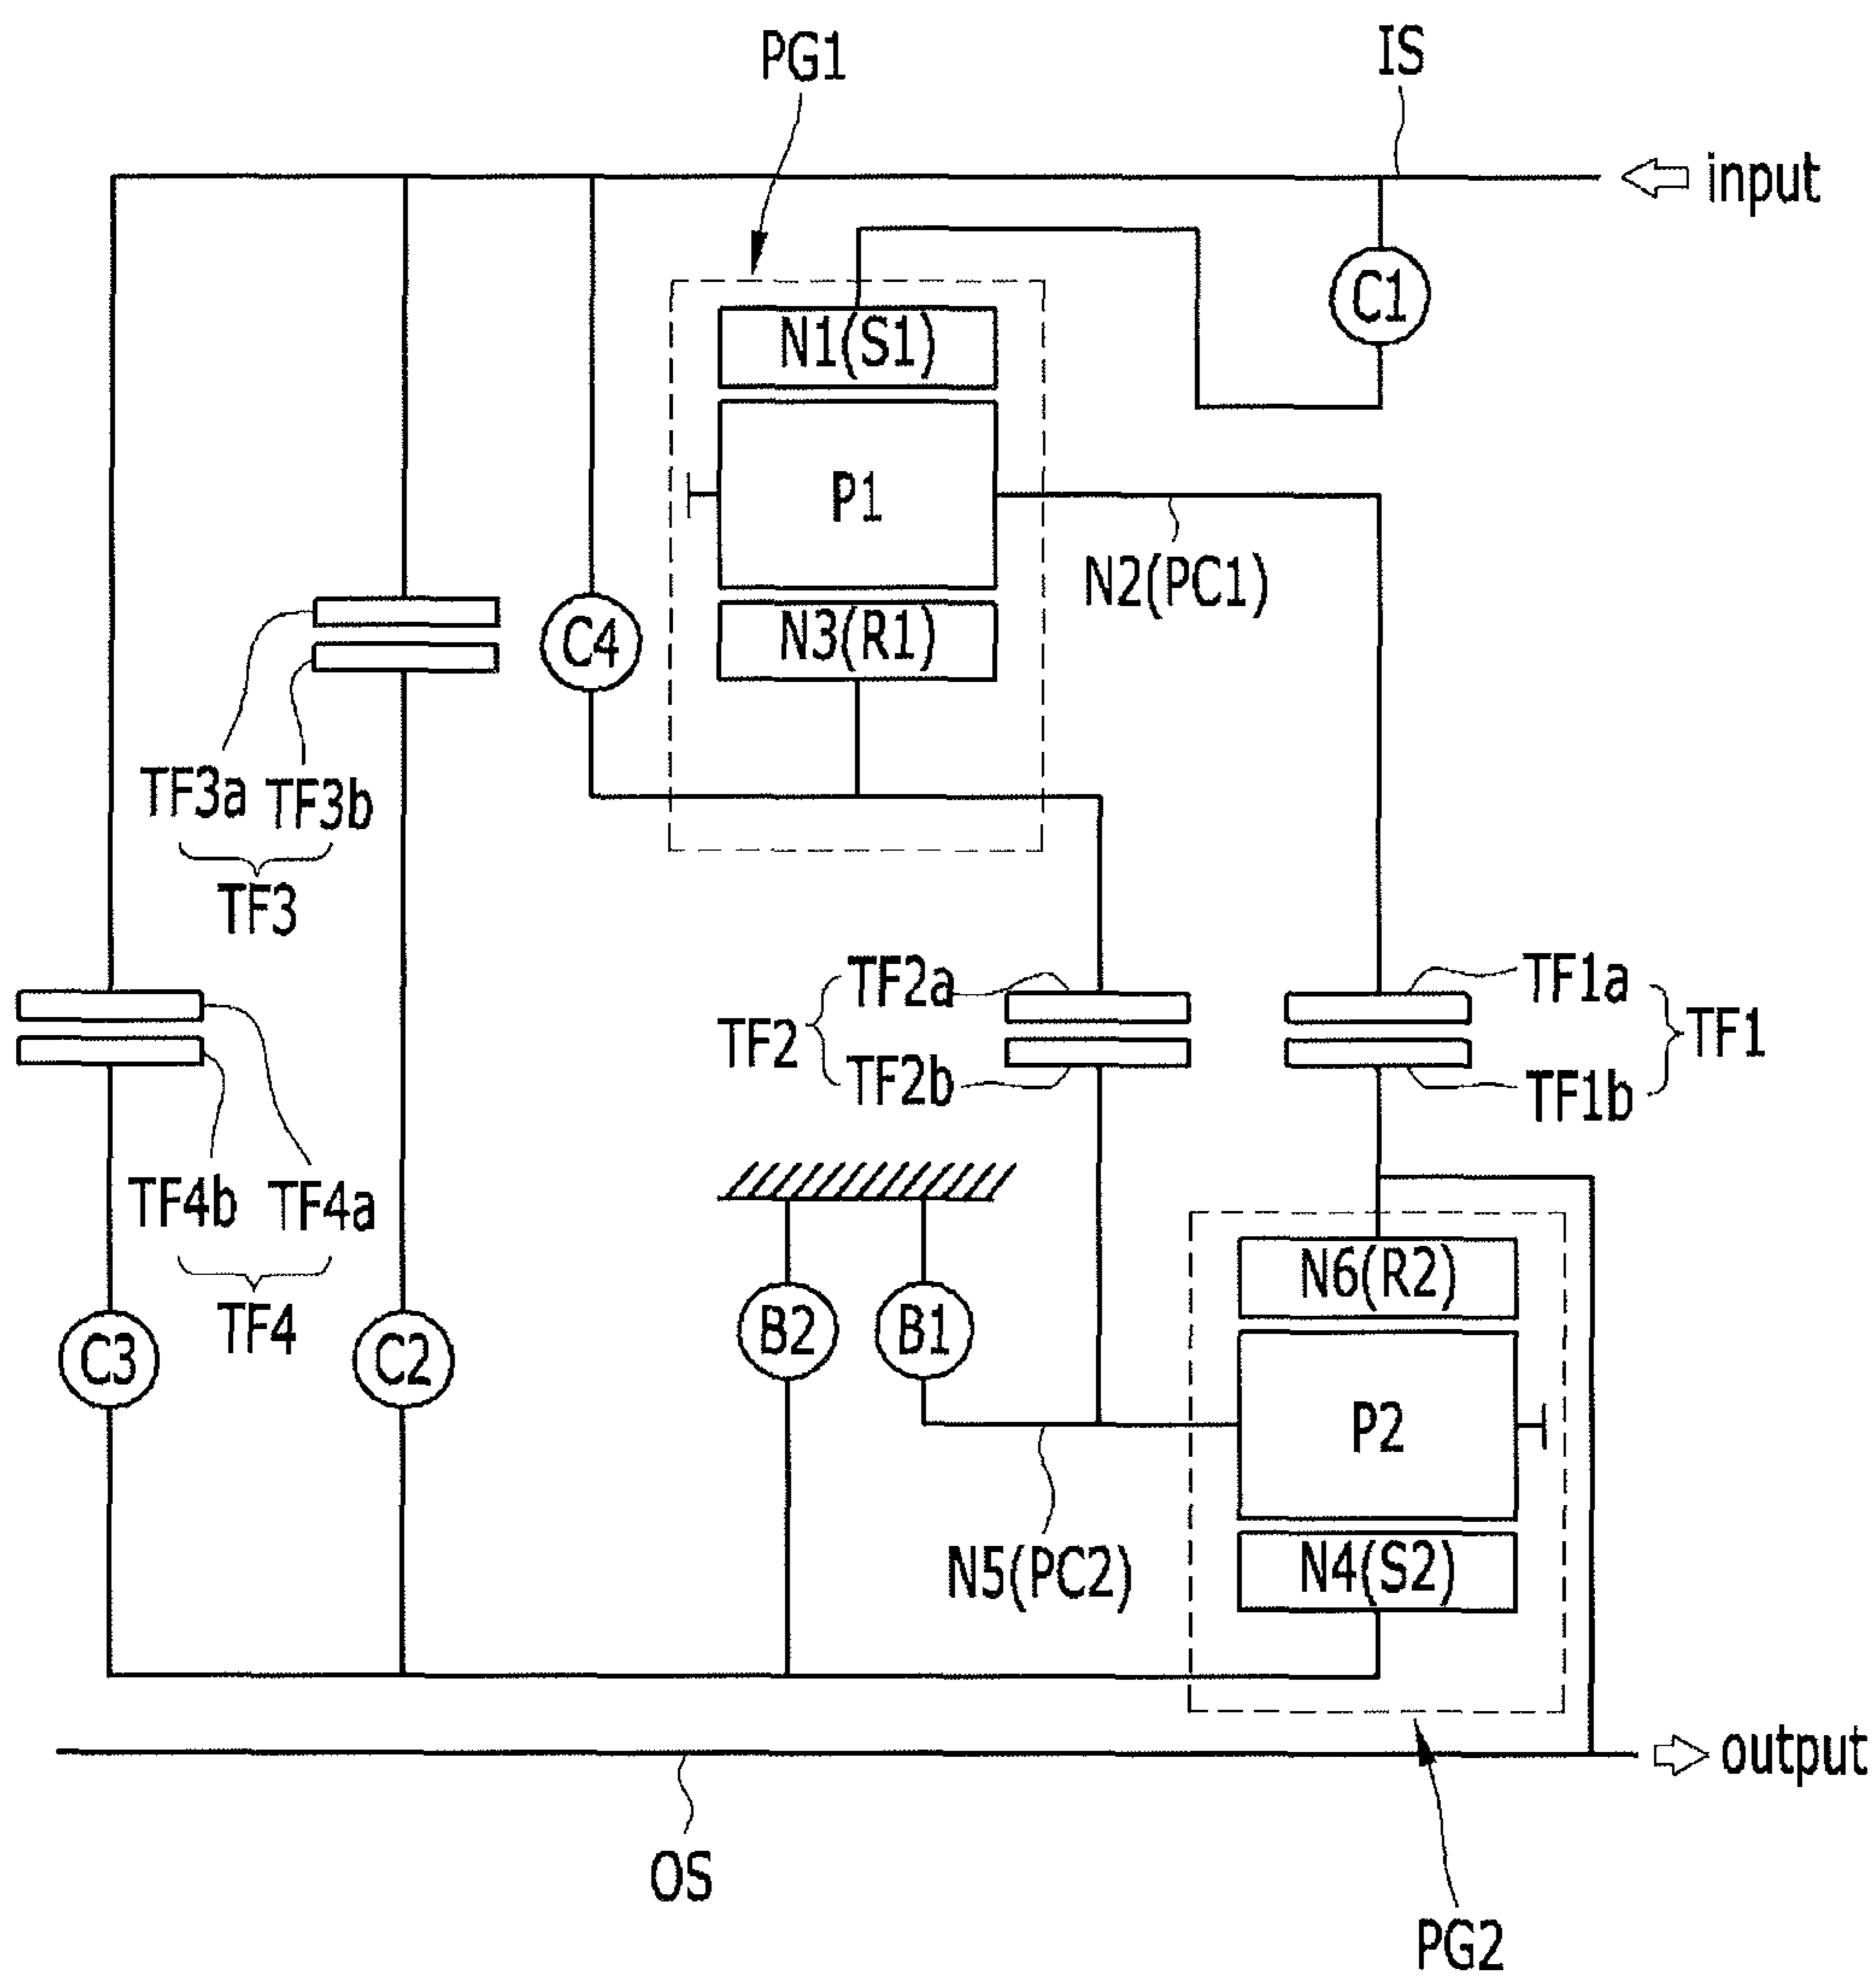 PG1
IS
input
C1
N1(S1)
P1
N2(PC1)
N3(R1)
C4
TF3a
TF3b
TF3
TF2a
TF2
TF2b
TF1a
TF1
TF1b
TF4b
TF4a
TF4
N6(R2)
B2
B1
C3
C2
P2
N5(PC2)
N4(S2)
output
OS
PG2